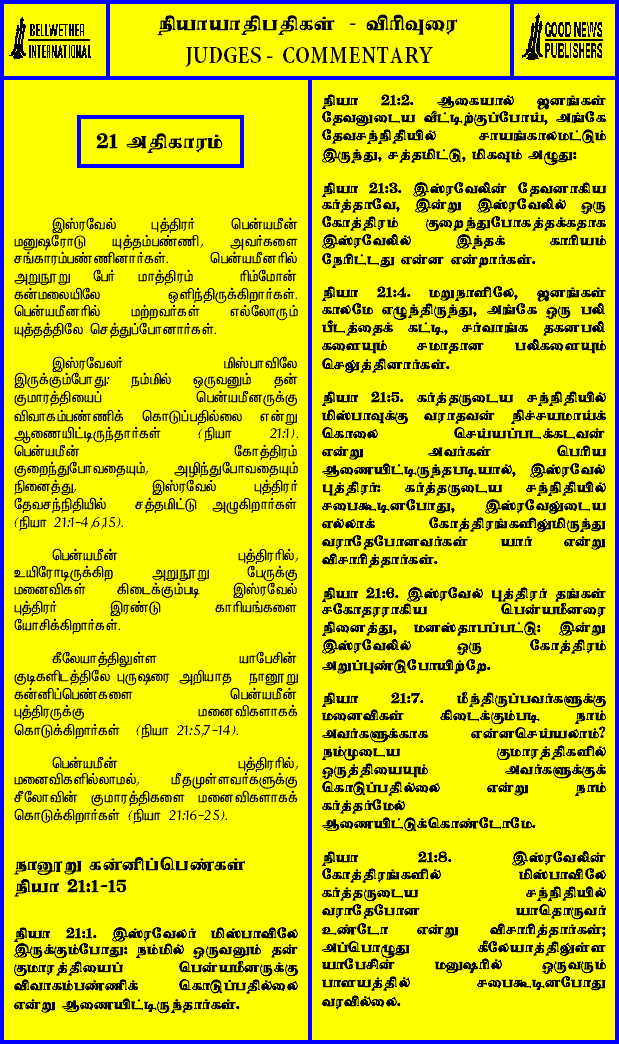 BELLWETHER
INTERNATIONAL
நியாயாதிபதிகள் - விரிவுரை
JUDGES - COMMENTARY
GOOD NEWS
PUBLISHERS
21 அதிகாரம்
இஸ்ரவேல் புத்திரர் பென்யமீன்
மனுஷரோடு யுத்தம்பண்ணி, அவர்களை
சங்காரம்பண்ணினார்கள். பென்யமீனரில்
அறுநூறு பேர் மாத்திரம் ரிம்மோன்
கன்மலையிலே ஒளிந்திருக்கிறார்கள்.
பென்யமீனரில் மற்றவர்கள் எல்லோரும்
யுத்தத்திலே செத்துப்போனார்கள்.
இஸ்ரவேலர் மிஸ்பாவிலே
இருக்கும்போது: நம்மில் ஒருவனும் தன்
குமாரத்தியைப் பென்யமீனருக்கு
விவாகம்பண்ணிக் கொடுப்பதில்லை என்று
ஆணையிட்டிருந்தார்கள் (நியா 21:1).
பென்யமீன் கோத்திரம்
குறைந்துபோவதையும், அழிந்துபோவதையும்
நினைத்து, இஸ்ரவேல் புத்திரர்
தேவசந்நிதியில் சத்தமிட்டு அழுகிறார்கள்
(நியா 21:1-4,6,15).
பென்யமீன் புத்திரரில்,
உயிரோடிருக்கிற அறுநூறு பேருக்கு
மனைவிகள் கிடைக்கும்படி இஸ்ரவேல்
புத்திரர் இரண்டு காரியங்களை
யோசிக்கிறார்கள்.
கீலேயாத்திலுள்ள யாபேசின்
குடிகளிடத்திலே புருஷரை அறியாத நானூறு
கன்னிப்பெண்களை பென்யமீன்
புத்திரருக்கு மனைவிகளாகக்
கொடுக்கிறார்கள் (நியா 21:5,7-14).
பென்யமீன் புத்திரரில்,
மனைவிகளில்லாமல், மீதமுள்ளவர்களுக்கு
சீலோவின் குமாரத்திகளை மனைவிகளாகக்
கொடுக்கிறார்கள் (நியா 21:16-25).
நானூறு கன்னிப்பெண்கள்
நியா 21:1-15
நியா 21:1. இஸ்ரவேலர் மிஸ்பாவிலே
இருக்கும்போது: நம்மில் ஒருவனும் தன்
குமாரத்தியைப் பென்யமீனருக்கு
விவாகம்பண்ணிக் கொடுப்பதில்லை
என்று ஆணையிட்டிருந்தார்கள்.
நியா 21:2. ஆகையால் ஜனங்கள்
தேவனுடைய வீட்டிற்குப்போய், அங்கே
தேவசந்நிதியில் சாயங்காலமட்டும்
இருந்து, சத்தமிட்டு, மிகவும் அழுது:
நியா 21:3. இஸ்ரவேலின் தேவனாகிய
கர்த்தாவே, இன்று இஸ்ரவேலில் ஒரு
கோத்திரம் குறைந்துபோகத்தக்கதாக
இஸ்ரவேலில் இந்தக் காரியம்
நேரிட்டது என்ன என்றார்கள்.
நியா 21:4. மறுநாளிலே, ஜனங்கள்
காலமே எழுந்திருந்து, அங்கே ஒரு பலி
பீடத்தைக் கட்டி, சர்வாங்க தகனபலி
களையும் சமாதான பலிகளையும்
செலுத்தினார்கள்.
நியா 21:5. கர்த்தருடைய சந்நிதியில்
மிஸ்பாவுக்கு வராதவன் நிச்சயமாய்க்
கொலை செய்யப்படக்கடவன்
என்று அவர்கள் பெரிய
ஆணையிட்டிருந்தபடியால், இஸ்ரவேல்
புத்திரர்: கர்த்தருடைய சந்நிதியில்
சபைகூடினபோது, இஸ்ரவேலுடைய
எல்லாக் கோத்திரங்களிலுமிருந்து
வராதேபோனவர்கள் யார் என்று
விசாரித்தார்கள்.
நியா 21:6. இஸ்ரவேல் புத்திரர் தங்கள்
சகோதரராகிய பென்யமீனரை
நினைத்து, மனஸ்தாபப்பட்டு: இன்று
இஸ்ரவேலில் ஒரு கோத்திரம்
அறுப்புண்டுபோயிற்றே.
நியா 21:7. மீந்திருப்பவர்களுக்கு
மனைவிகள் கிடைக்கும்படி நாம்
அவர்களுக்காக என்னசெய்யலாம்?
நம்முடைய குமாரத்திகளில்
ஒருத்தியையும் அவர்களுக்குக்
கொடுப்பதில்லை என்று நாம்
கர்த்தர்மேல்
ஆணையிட்டுக்கொண்டோமே.
நியா 21:8. இஸ்ரவேலின்
கோத்திரங்களில் மிஸ்பாவிலே
கர்த்தருடைய சந்நிதியில்
வராதேபோன யாதொருவர்
உண்டோ என்று விசாரித்தார்கள்;
அப்பொழுது கீலேயாத்திலுள்ள
யாபேசின் மனுஷரில் ஒருவரும்
பாளயத்தில் சபைகூடினபோது
வரவில்லை.